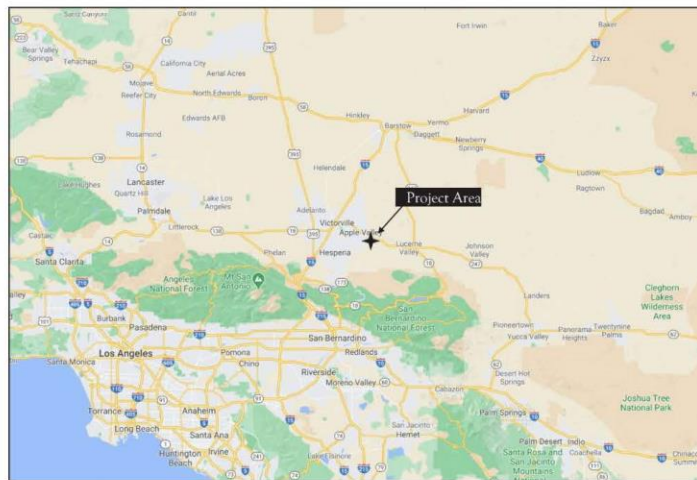 Cantil
Fort Irwin
Baker
Bear Valley
Springs
Tehachapi
California City
Zzyzx
Mojave
Aerial Acres
Reefer City
North Edwards
Boron
Harvard
Hinkley
Yermo
Edwards AFB
Barstow
Rosamond
Daggett
Newberry
Springs
Helendale
Lake Hughes
Lancaster
Ludlow
Quartz Hill
Lake Los
Angeles
Adelanto
Project Area
Ragtown
Palmdale
Victorville
Bagdad
Amboy
Littlerock
Apple Valley
Castaic
Phelan
Hesperia
Lucerne
Valley
Johnson
Valley
Santa Clarita
Angeles
National Forest
Mt San
Antonio
Landers
Cleghorn
Lakes
Wilderness
Area
San
Bernardino
National Forest
Burbank
Pasadena
Pioneertown
Yucca Valley
Panorama
Heights
Twentynine
Palms
San Bernardino
Los Angeles
Pomona
Redlands
Santa Monica
Chino
Riverside
Desert Hot
Springs
Moreno Valley
Cabazon
Joshua Tree
National Park
Torrance
Anaheim
Palm Springs
Long Beach
Santa Ana
San Jacinto
Hemet
Palm Desert
Indio
Huntington
Beach
Irvine
Lake Elsinore
Coachella
Santa Rosa and
San Jacinto
Mountains